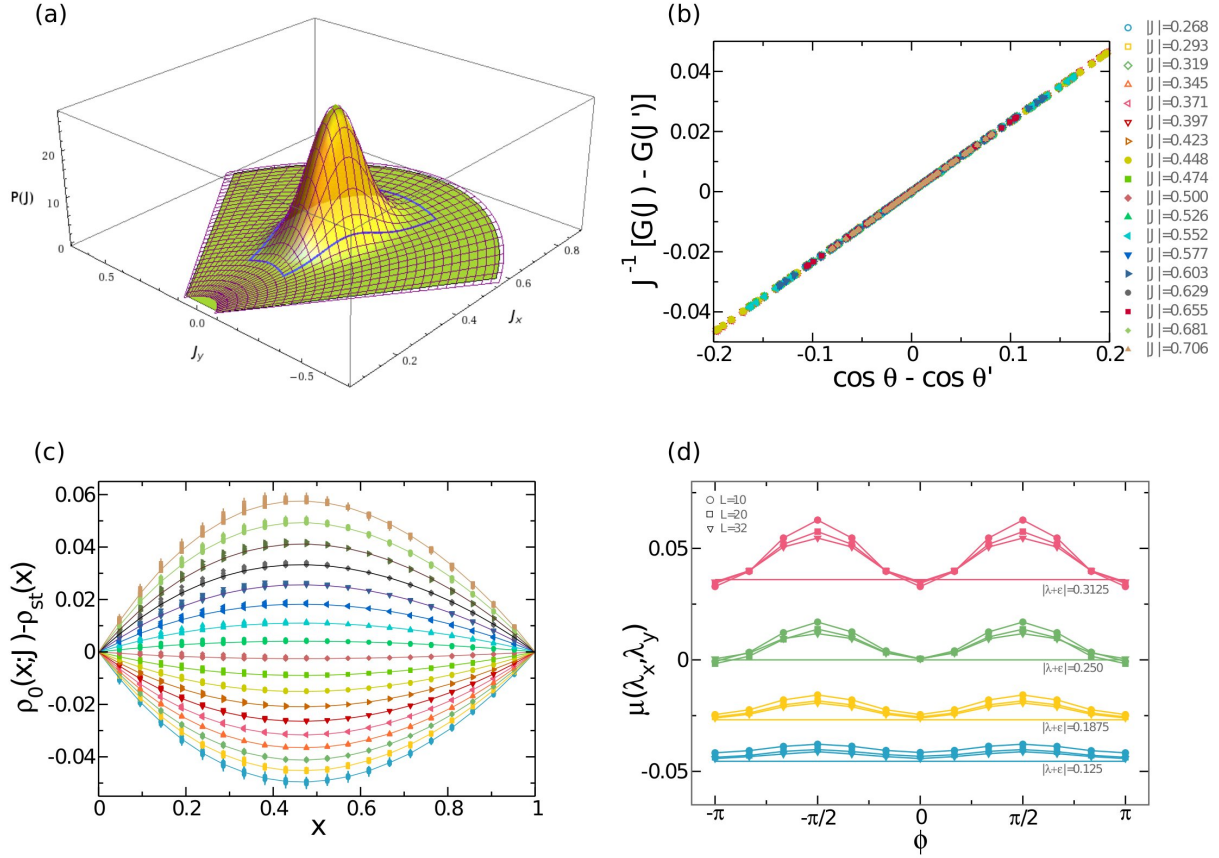 (a)
P(J)
20
10
0
0.5
0.0
-0.5
J_y
0.2
0.4
0.6
0.8
J_x
(b)
J⁻¹ [G(J ) - G(J')]
0.04
0.02
0
-0.02
-0.04
-0.2
-0.1
0
0.1
0.2
cos θ - cos θ'
|J|=0.268
|J|=0.293
|J|=0.319
|J|=0.345
|J|=0.371
|J|=0.397
|J|=0.423
|J|=0.448
|J|=0.474
|J|=0.500
|J|=0.526
|J|=0.552
|J|=0.577
|J|=0.603
|J|=0.629
|J|=0.655
|J|=0.681
|J|=0.706
(c)
ρ₀(x;J )-ρ_st(x)
0.06
0.04
0.02
0
-0.02
-0.04
0
0.2
0.4
0.6
0.8
1
x
(d)
μ(λ_x,λ_y)
0.05
0
-0.05
L=10
L=20
L=32
|λ+ε|=0.3125
|λ+ε|=0.250
|λ+ε|=0.1875
|λ+ε|=0.125
-π
-π/2
0
π/2
π
ϕ